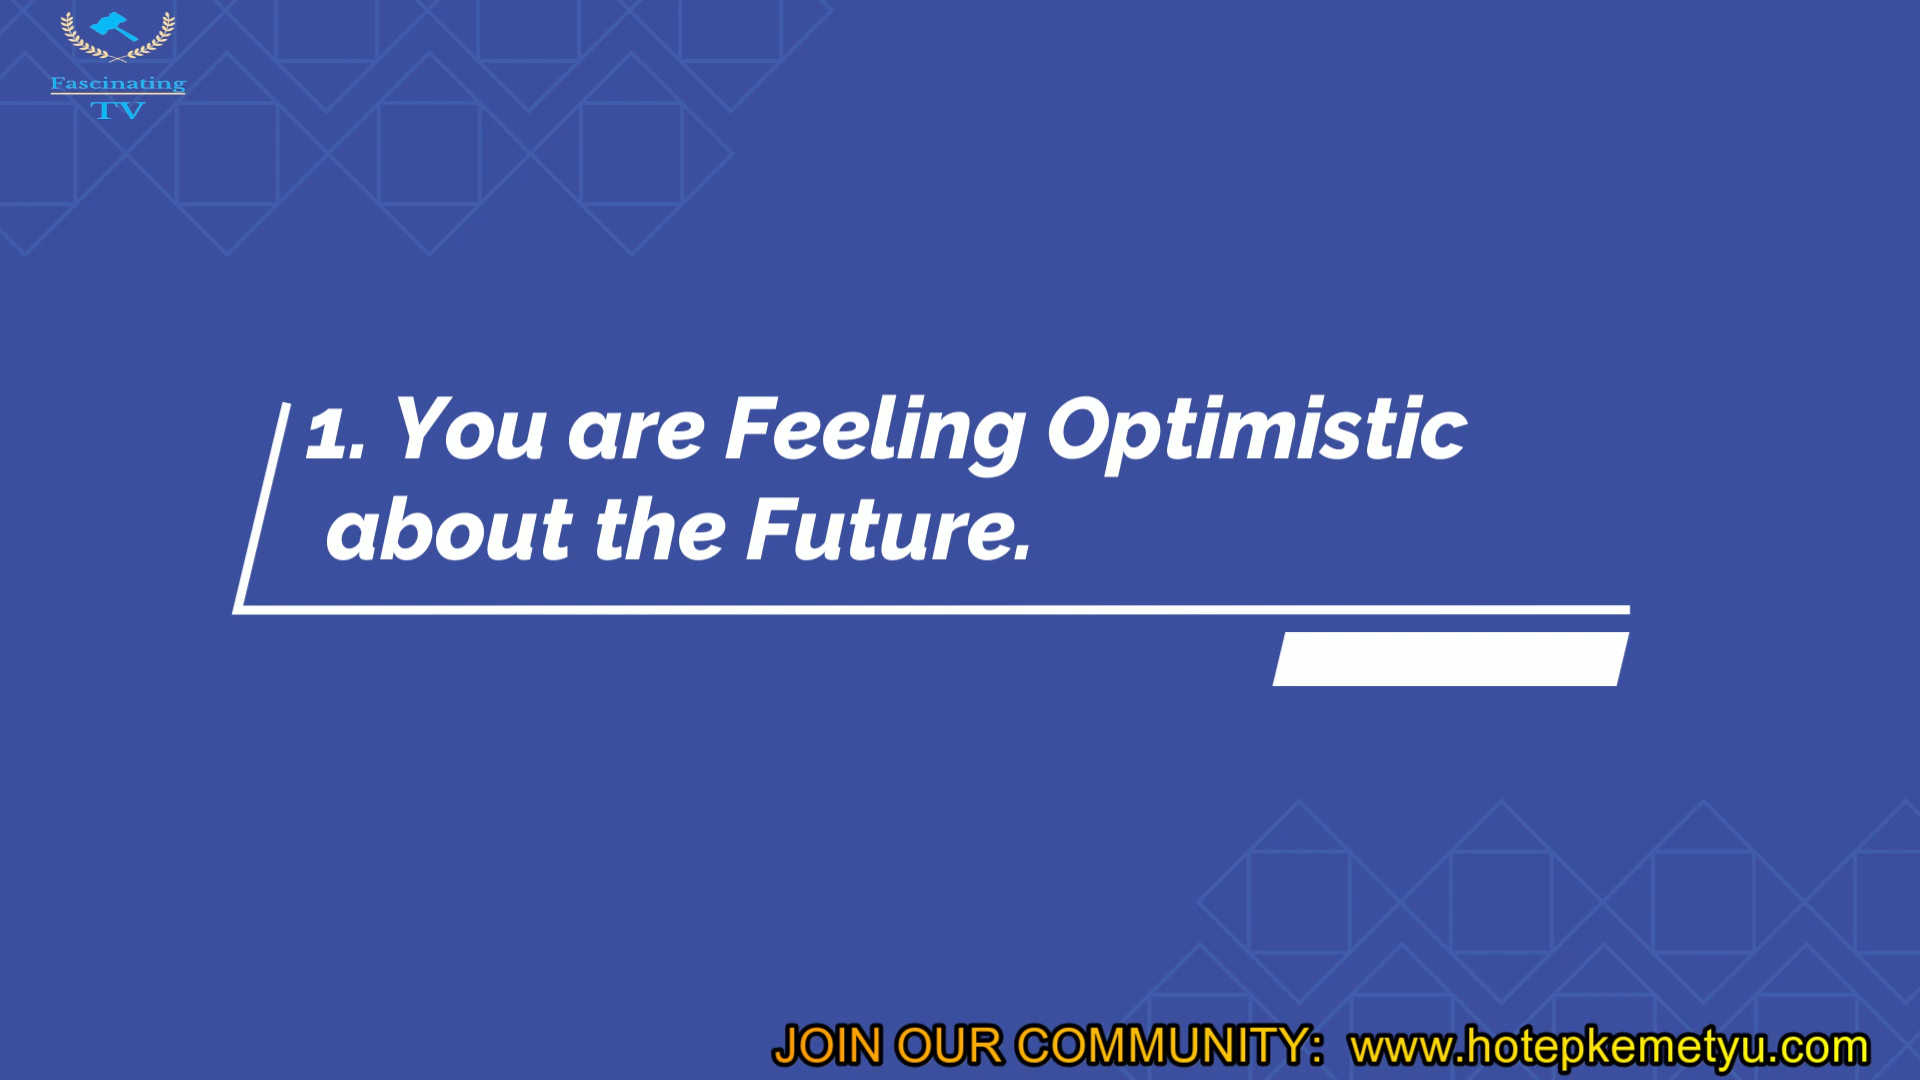 Fascinating
TV
1. You are Feeling Optimistic
about the Future.
JOIN OUR COMMUNITY: www.hotepkemetyu.com